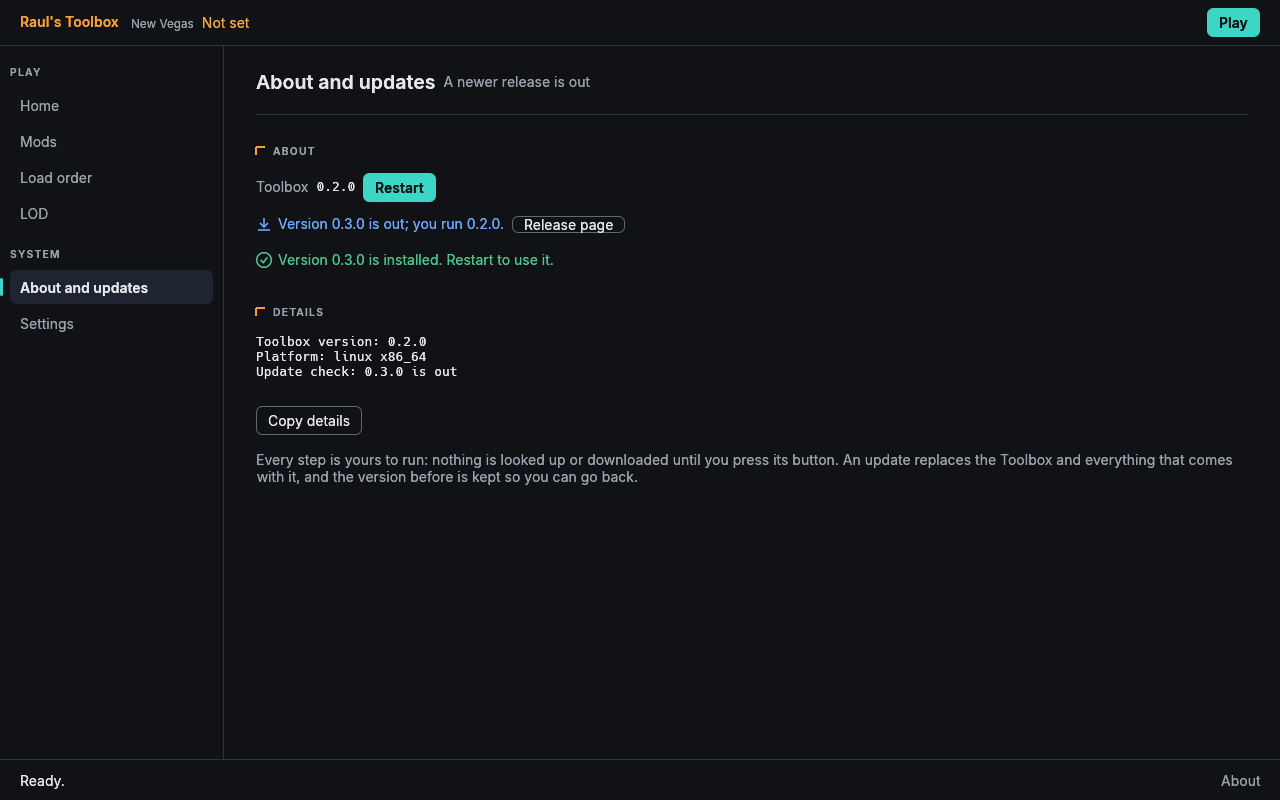 Raul's Toolbox New Vegas Not set Play
PLAY
Home
Mods
Load order
LOD
SYSTEM
About and updates
Settings
About and updates A newer release is out
ABOUT
Toolbox 0.2.0 Restart
Version 0.3.0 is out; you run 0.2.0. Release page
Version 0.3.0 is installed. Restart to use it.
DETAILS
Toolbox version: 0.2.0
Platform: linux x86_64
Update check: 0.3.0 is out
Copy details
Every step is yours to run: nothing is looked up or downloaded until you press its button. An update replaces the Toolbox and everything that comes
with it, and the version before is kept so you can go back.
Ready. About